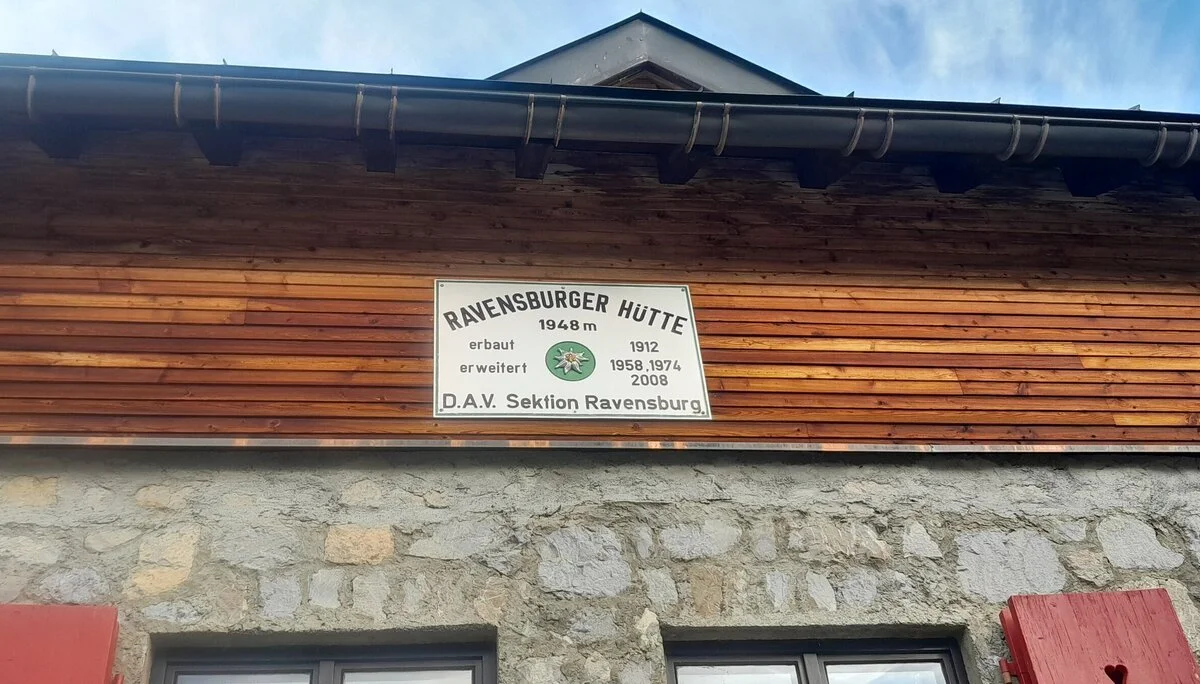 RAVENSBURGER HÜTTE
1948 m
erbaut 1912
erweitert 1958, 1974
2008
D.A.V. Sektion Ravensburg